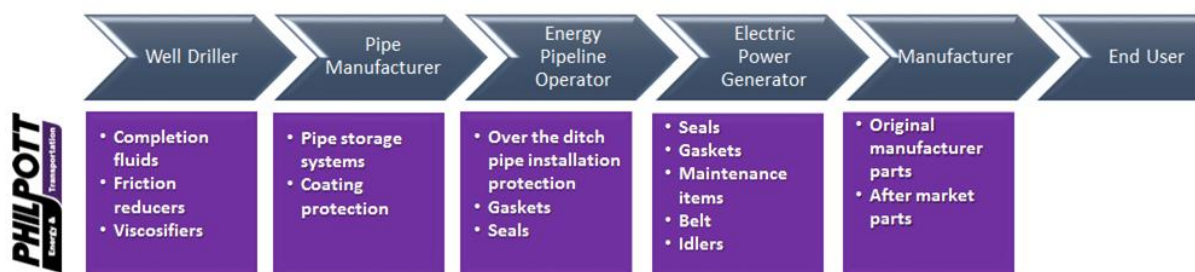 Well Driller
Pipe
Manufacturer
Energy
Pipeline
Operator
Electric
Power
Generator
Manufacturer
End User
PHILPOTT
Energy & Transportation
• Completion
fluids
• Friction
reducers
• Viscosifiers
• Pipe storage
systems
• Coating
protection
• Over the ditch
pipe installation
protection
• Gaskets
• Seals
• Seals
• Gaskets
• Maintenance
items
• Belt
• Idlers
• Original
manufacturer
parts
• After market
parts